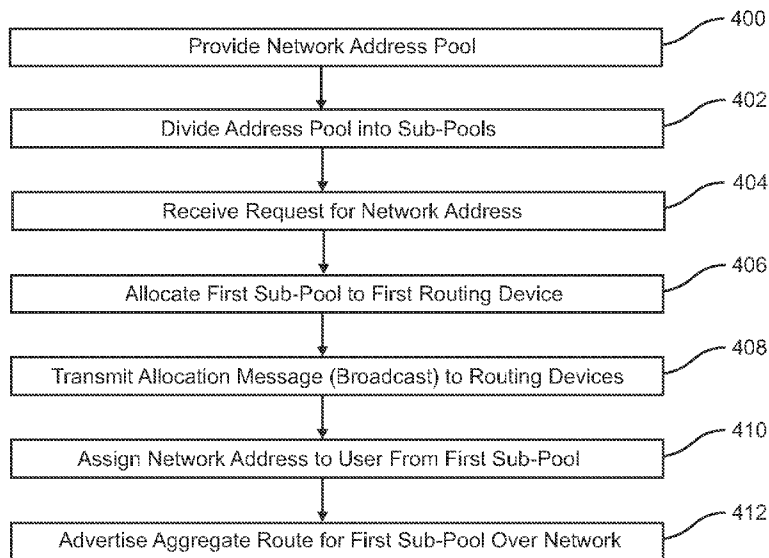 400
Provide Network Address Pool
402
Divide Address Pool into Sub-Pools
404
Receive Request for Network Address
406
Allocate First Sub-Pool to First Routing Device
408
Transmit Allocation Message (Broadcast) to Routing Devices
410
Assign Network Address to User From First Sub-Pool
412
Advertise Aggregate Route for First Sub-Pool Over Network